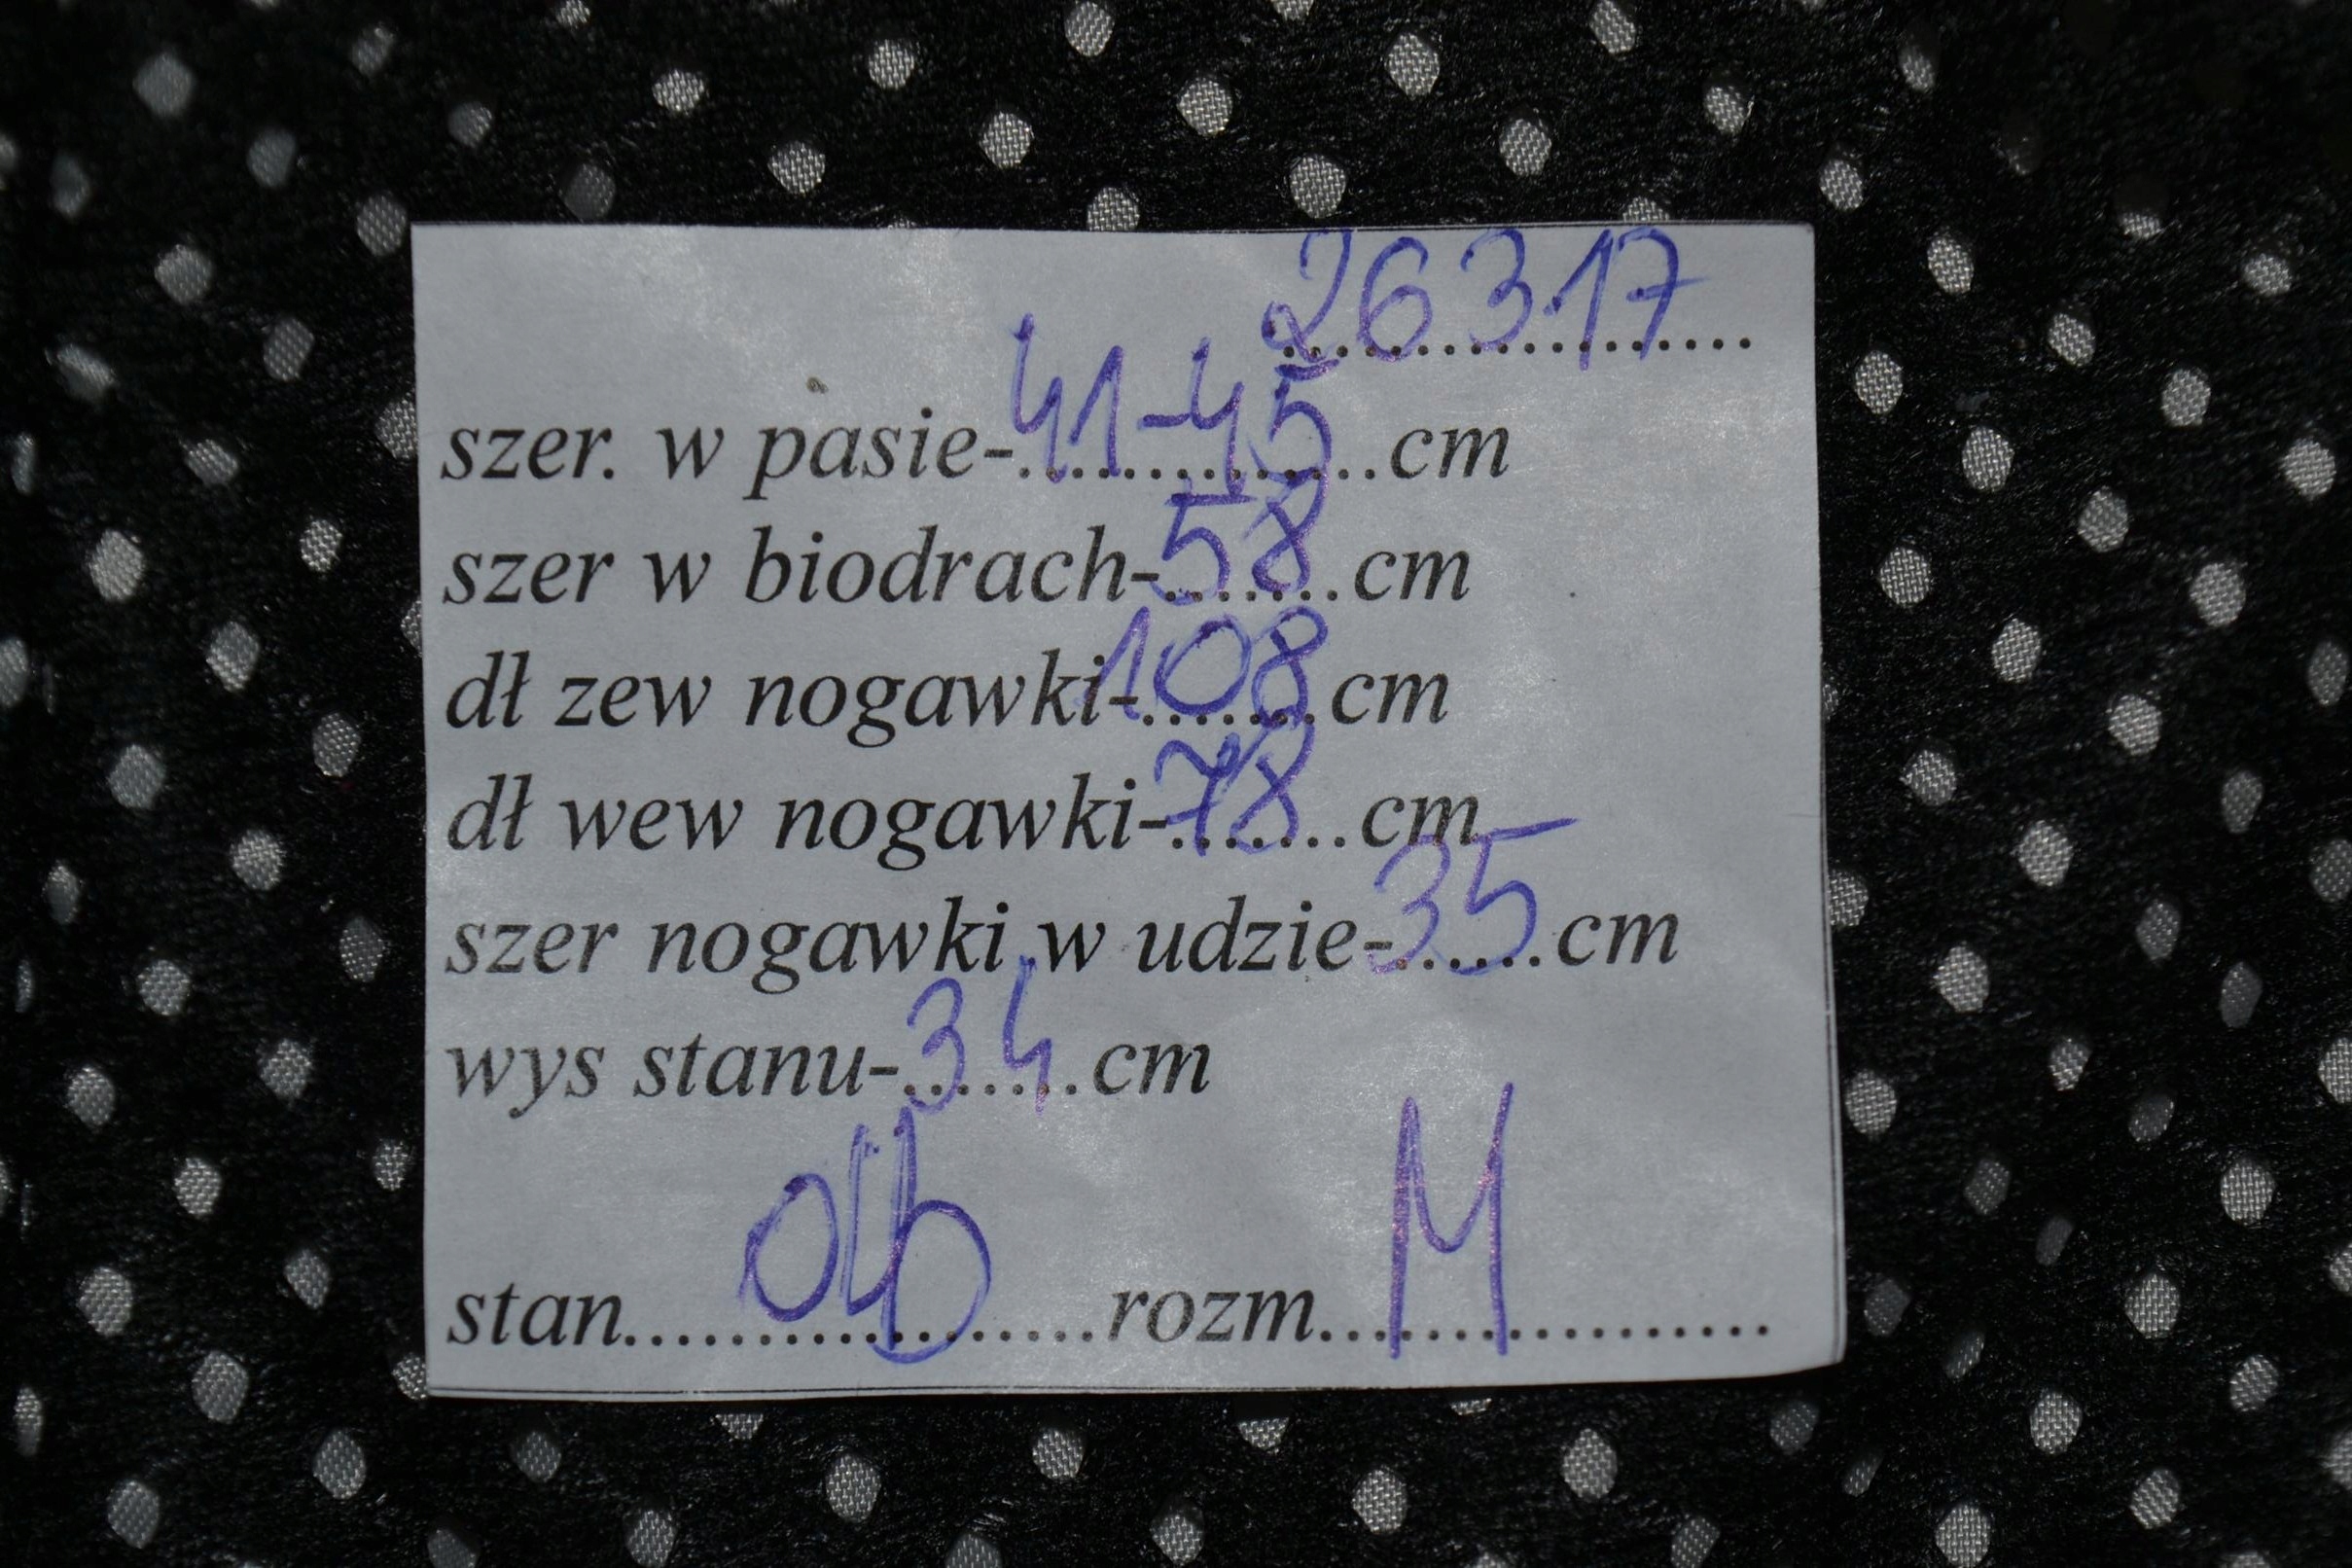 26317
szer. w pasie-41-45cm
szer w biodrach-58cm
dł zew nogawki-108cm
dł wew nogawki-78cm
szer nogawki w udzie-35cm
wys stanu-34cm
stan.......rozm....M